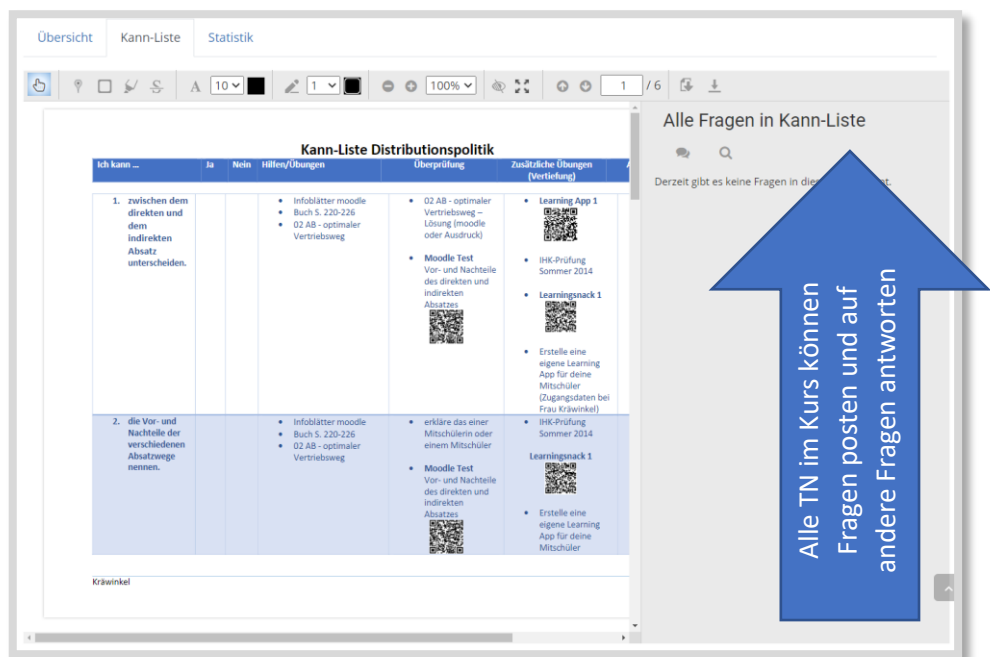 Übersicht Kann-Liste Statistik
A 10 1 100% 1 / 6
Alle Fragen in Kann-Liste
Derzeit gibt es keine Fragen in
Kann-Liste Distributionspolitik
Ich kann ... Ja Nein Hilfen/Übungen Überprüfung Zusätzliche Übungen
(Vertiefung)
1. zwischen dem
direkten und
dem
indirekten
Absatz
unterscheiden.
• Infoblätter moodle
• Buch S. 220-226
• 02 AB - optimaler
Vertriebsweg
• 02 AB - optimaler
Vertriebsweg –
Lösung (moodle
oder Ausdruck)
• Moodle Test
Vor- und Nachteile
des direkten und
indirekten
Absatzes
• Learning App 1
• IHK-Prüfung
Sommer 2014
• Learningsnack 1
• Erstelle eine
eigene Learning
App für deine
Mitschüler
(Zugangsdaten bei
Frau Kräwinkel)
2. die Vor- und
Nachteile der
verschiedenen
Absatzwege
nennen.
• Infoblätter moodle
• Buch S. 220-226
• 02 AB - optimaler
Vertriebsweg
• erkläre das einer
Mitschülerin oder
einem Mitschüler
• Moodle Test
Vor- und Nachteile
des direkten und
indirekten
Absatzes
• IHK-Prüfung
Sommer 2014
Learningsnack 1
• Erstelle eine
eigene Learning
App für deine
Mitschüler
Kräwinkel
Alle TN im Kurs können
Fragen posten und auf
andere Fragen antworten